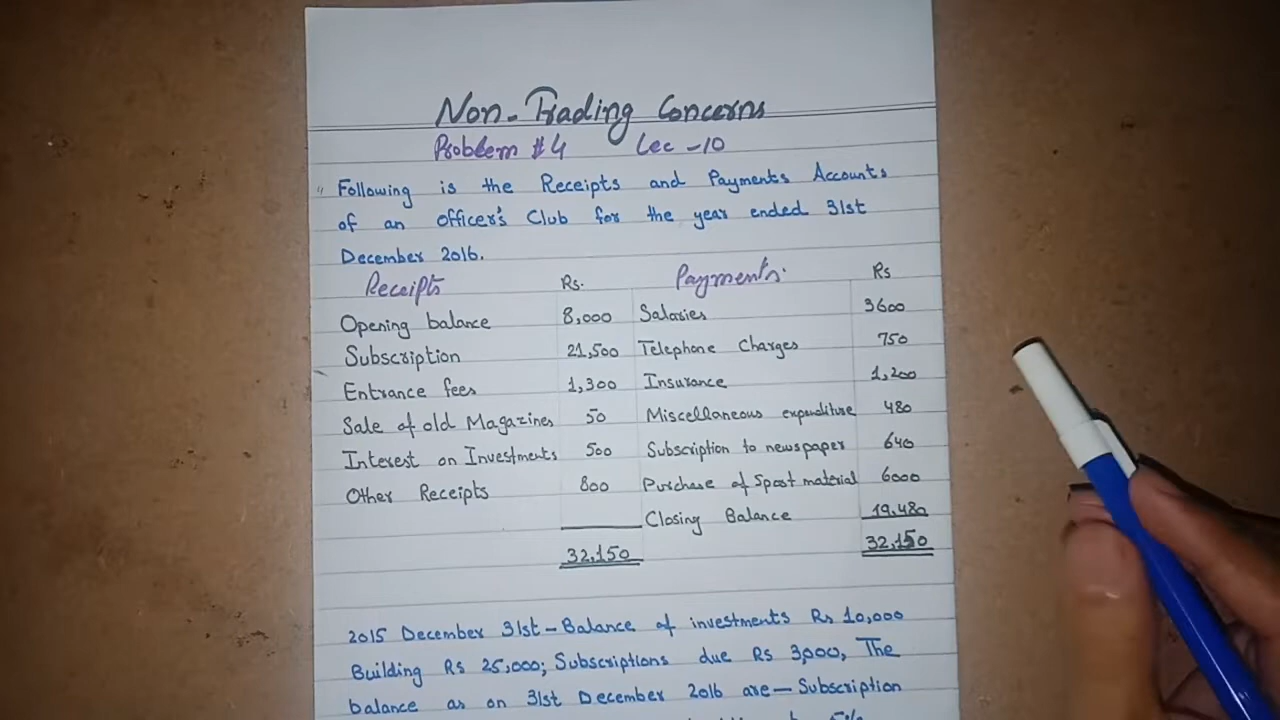 Non-Trading Concerns
Problem #4 Lec -10
" Following is the Receipts and Payments Accounts
of an officer's Club for the year ended 31st
December 2016.
Receipts Rs. Payments. Rs
Opening balance 8,000 Salaries 3600
Subscription 21,500 Telephone Charges 750
Entrance fees 1,300 Insurance 1,200
Sale of old Magazines 50 Miscellaneous expenditure 480
Interest on Investments 500 Subscription to newspaper 640
Other Receipts 800 Purchase of Sport material 6000
Closing Balance 19,480
32,150 32,150
2015 December 31st - Balance of investments Rs 10,000
Building Rs 25,000; Subscriptions due Rs 3,000, The
balance as on 31st December 2016 are - Subscription
5%